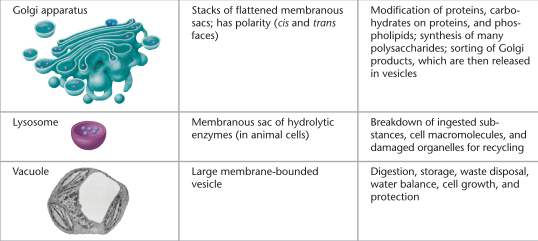 Golgi apparatus
Stacks of flattened membranous
sacs; has polarity (cis and trans
faces)
Modification of proteins, carbo-
hydrates on proteins, and phos-
pholipids; synthesis of many
polysaccharides; sorting of Golgi
products, which are then released
in vesicles
Lysosome
Membranous sac of hydrolytic
enzymes (in animal cells)
Breakdown of ingested sub-
stances, cell macromolecules, and
damaged organelles for recycling
Vacuole
Large membrane-bounded
vesicle
Digestion, storage, waste disposal,
water balance, cell growth, and
protection